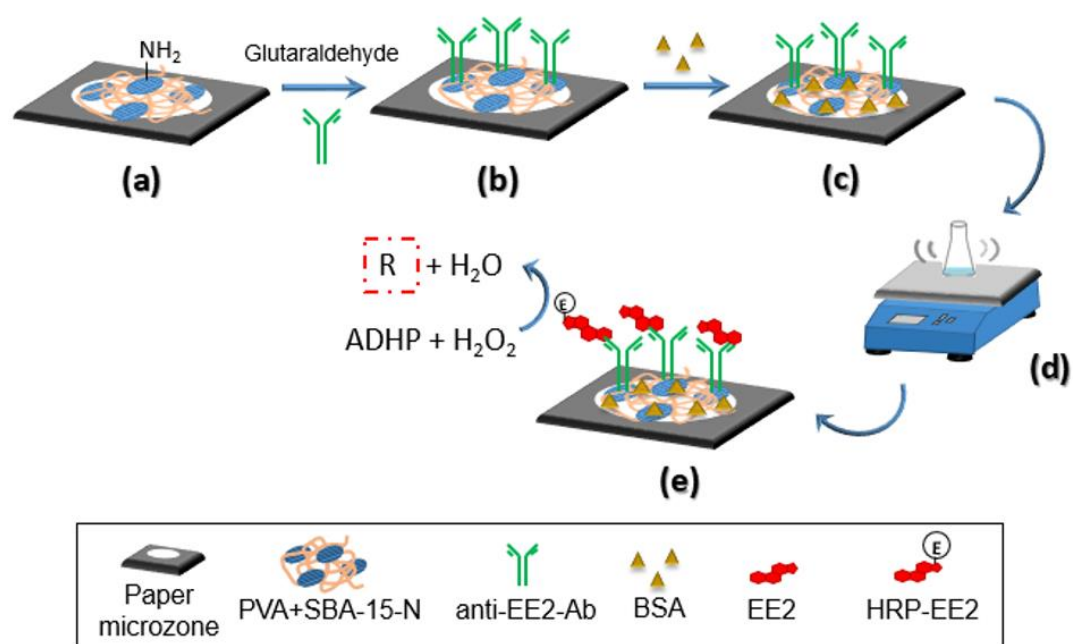 NH₂
Glutaraldehyde
(a)
(b)
(c)
R + H₂O
ADHP + H₂O₂
E
(d)
(e)
E
Paper
microzone
PVA+SBA-15-N
anti-EE2-Ab
BSA
EE2
HRP-EE2